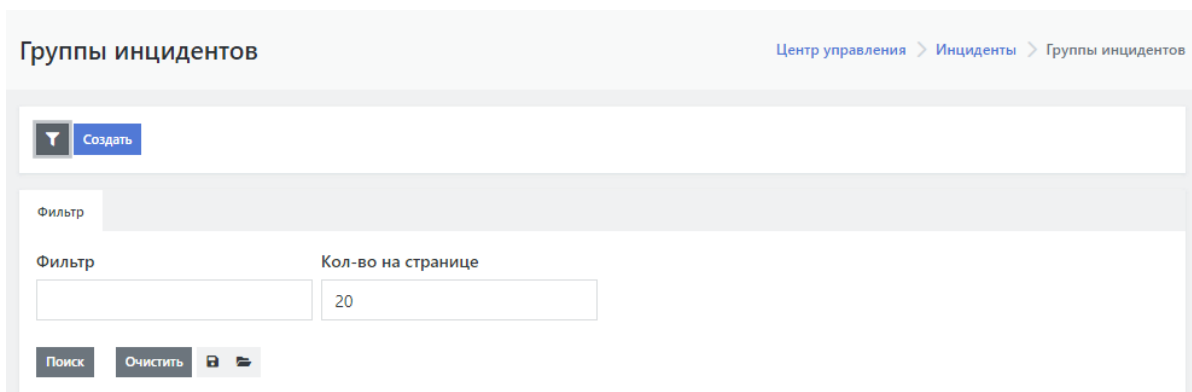 Группы инцидентов
Центр управления > Инциденты > Группы инцидентов
Создать
Фильтр
Фильтр Кол-во на странице
20
Поиск Очистить